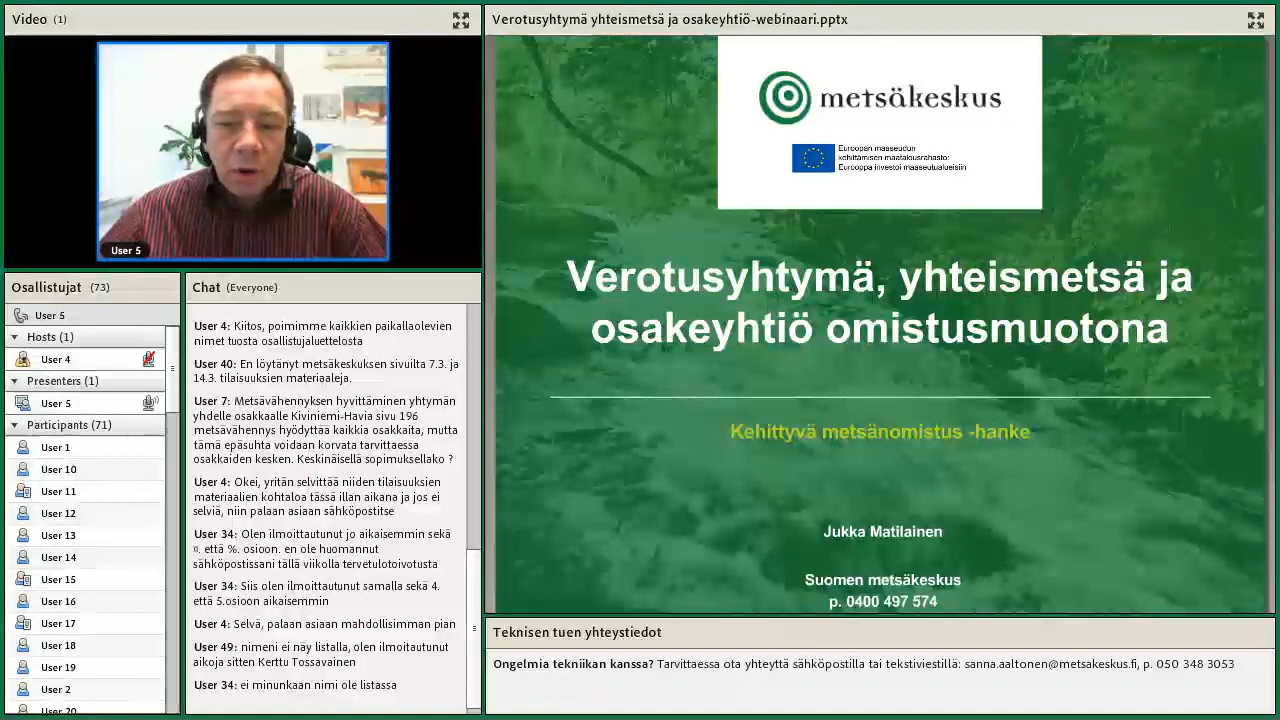 Video (1)
User 5
Osallistujat (73)
User 5
Hosts (1)
User 4
Presenters (1)
User 5
Participants (71)
User 1
User 10
User 11
User 12
User 13
User 14
User 15
User 16
User 17
User 18
User 19
User 2
User 20
Chat (Everyone)
User 4: Kiitos, poimimme kaikkien paikallaolevien
nimet tuosta osallistujaluettelosta
User 40: En löytänyt metsäkeskuksen sivuilta 7.3. ja
14.3. tilaisuuksien materiaaleja.
User 7: Metsävähennyksen hyvittäminen yhtymän
yhdelle osakkaalle Kiviniemi-Havia sivu 196
metsävähennys hyödyttää kaikkia osakkaita, mutta
tämä epäsuhta voidaan korvata tarvittaessa
osakkaiden kesken. Keskinäisellä sopimuksellako ?
User 4: Okei, yritän selvittää niiden tilaisuuksien
materiaalien kohtaloa tässä illan aikana ja jos ei
selviä, niin palaan asiaan sähköpostitse
User 34: Olen ilmoittautunut jo aikaisemmin sekä
¤. että %. osioon. en ole huomannut
sähköpostissani tällä viikolla tervetulotoivotusta
User 34: Siis olen ilmoittautunut samalla sekä 4.
että 5.osioon aikaisemmin
User 4: Selvä, palaan asiaan mahdollisimman pian
User 49: nimeni ei näy listalla, olen ilmoitautunut
aikoja sitten Kerttu Tossavainen
User 34: ei minunkaan nimi ole listassa
Verotusyhtymä yhteismetsä ja osakeyhtiö-webinaari.pptx
metsäkeskus
Euroopan maaseudun
kehittämisen maatalousrahasto:
Eurooppa investoi maaseutualueisiin
Verotusyhtymä, yhteismetsä ja
osakeyhtiö omistusmuotona
Kehittyvä metsänomistus -hanke
Jukka Matilainen
Suomen metsäkeskus
p. 0400 497 574
Teknisen tuen yhteystiedot
Ongelmia tekniikan kanssa? Tarvittaessa ota yhteyttä sähköpostilla tai tekstiviestillä: sanna.aaltonen@metsakeskus.fi, p. 050 348 3053